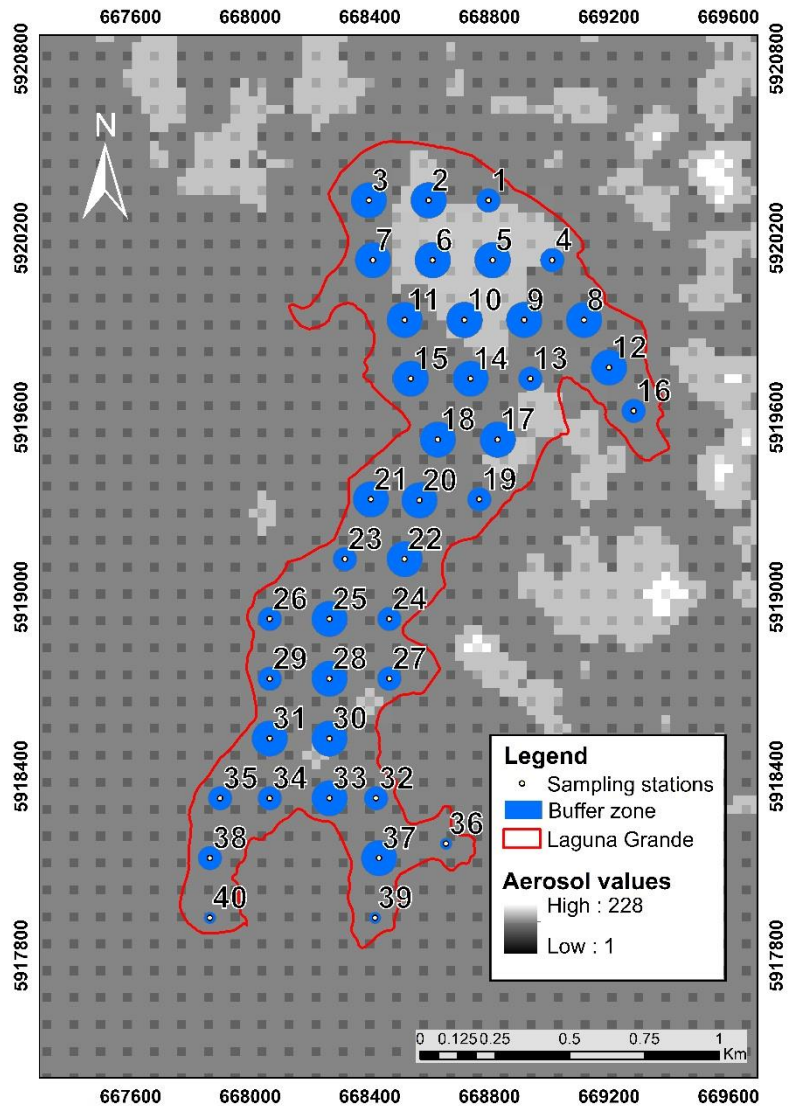 667600 668000 668400 668800 669200 669600
5920800 5920800
N
3 2 1
5920200 5920200
7 6 5 4
11 10 9 8
12
15 14 13
16
5919600 5919600
18 17
21 20 19
23 22
5919000 5919000
26 25 24
29 28 27
31 30
Legend
5918400 5918400
Sampling stations
35 34 33 32
Buffer zone
36
Laguna Grande
38 37
Aerosol values
High : 228
40 39
Low : 1
5917800 5917800
0 0.125 0.25 0.5 0.75 1
Km
667600 668000 668400 668800 669200 669600